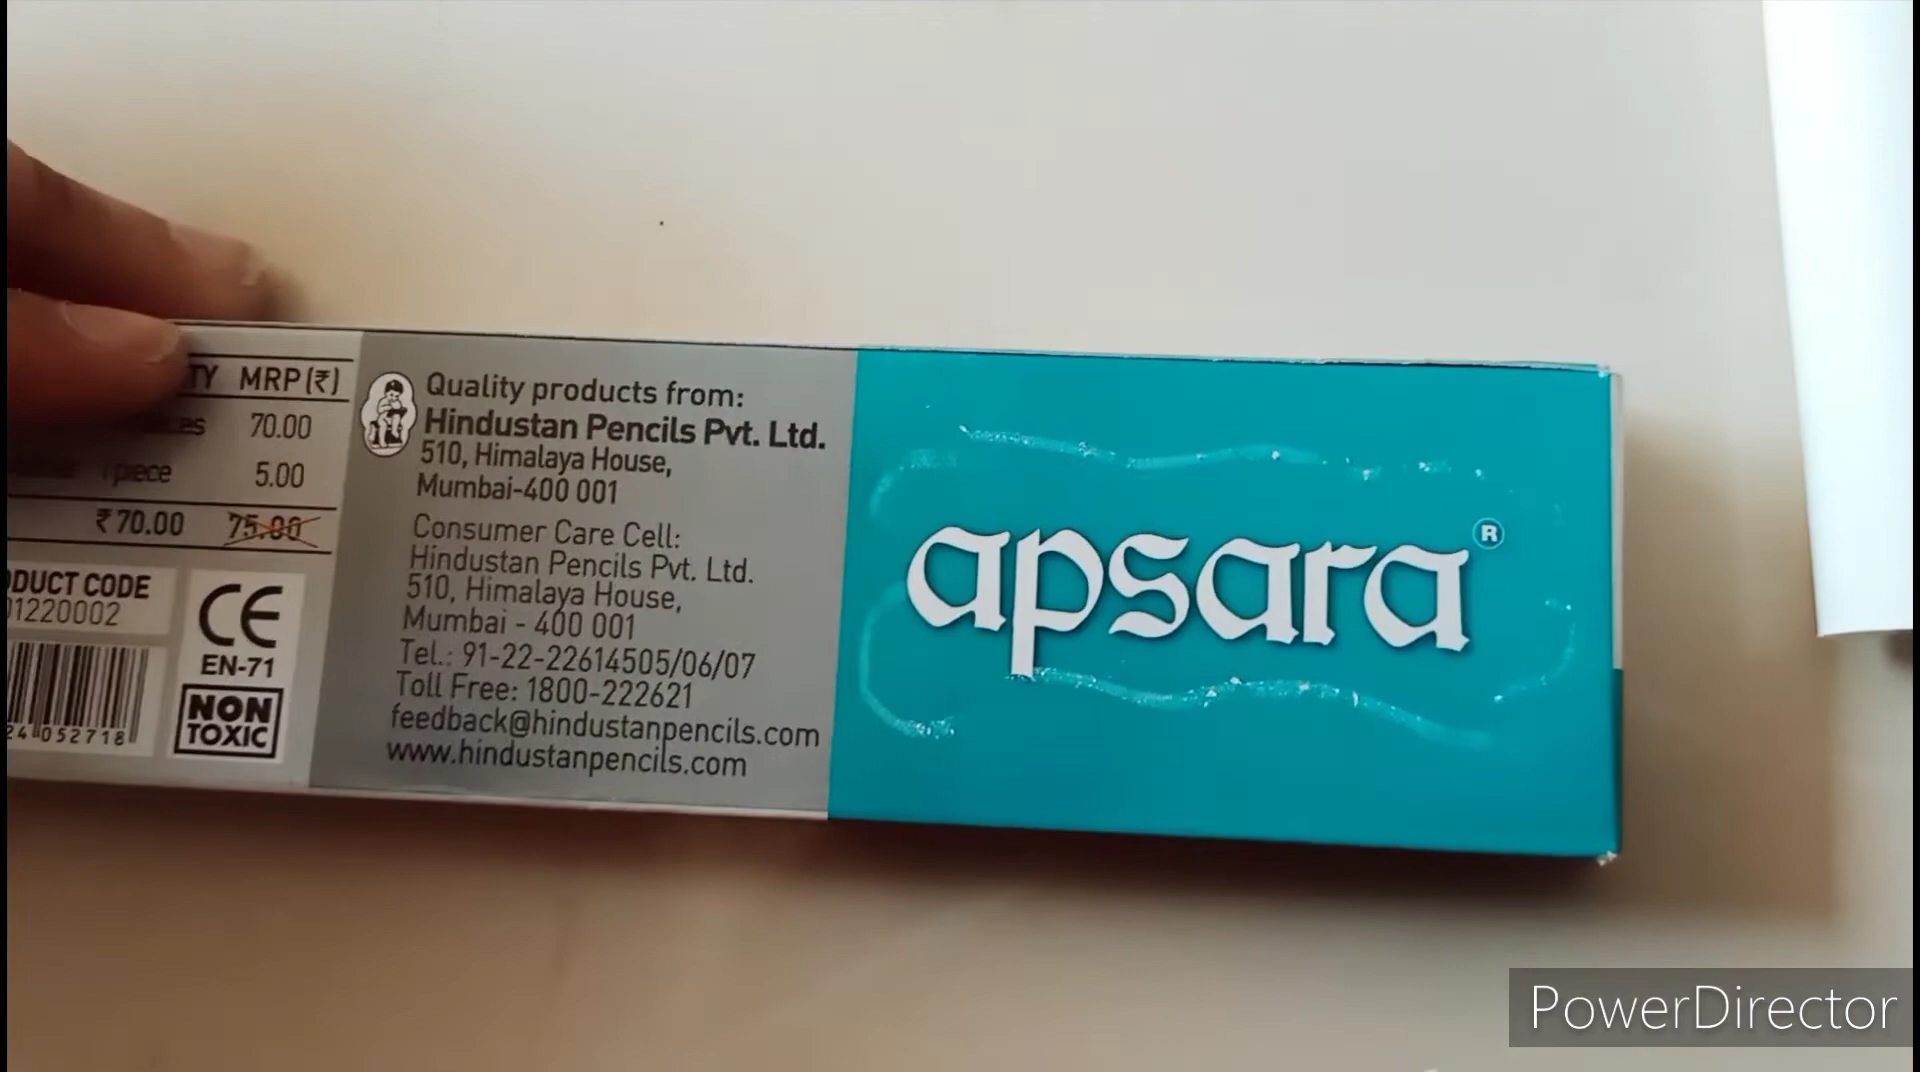 TY MRP (₹)
70.00
1 piece 5.00
₹70.00 75.00
DUCT CODE
01220002
CE
EN-71
NON
TOXIC
24 052718
Quality products from:
Hindustan Pencils Pvt. Ltd.
510, Himalaya House,
Mumbai-400 001
Consumer Care Cell:
Hindustan Pencils Pvt. Ltd.
510, Himalaya House,
Mumbai - 400 001
Tel.: 91-22-22614505/06/07
Toll Free: 1800-222621
feedback@hindustanpencils.com
www.hindustanpencils.com
apsara ®
PowerDirector